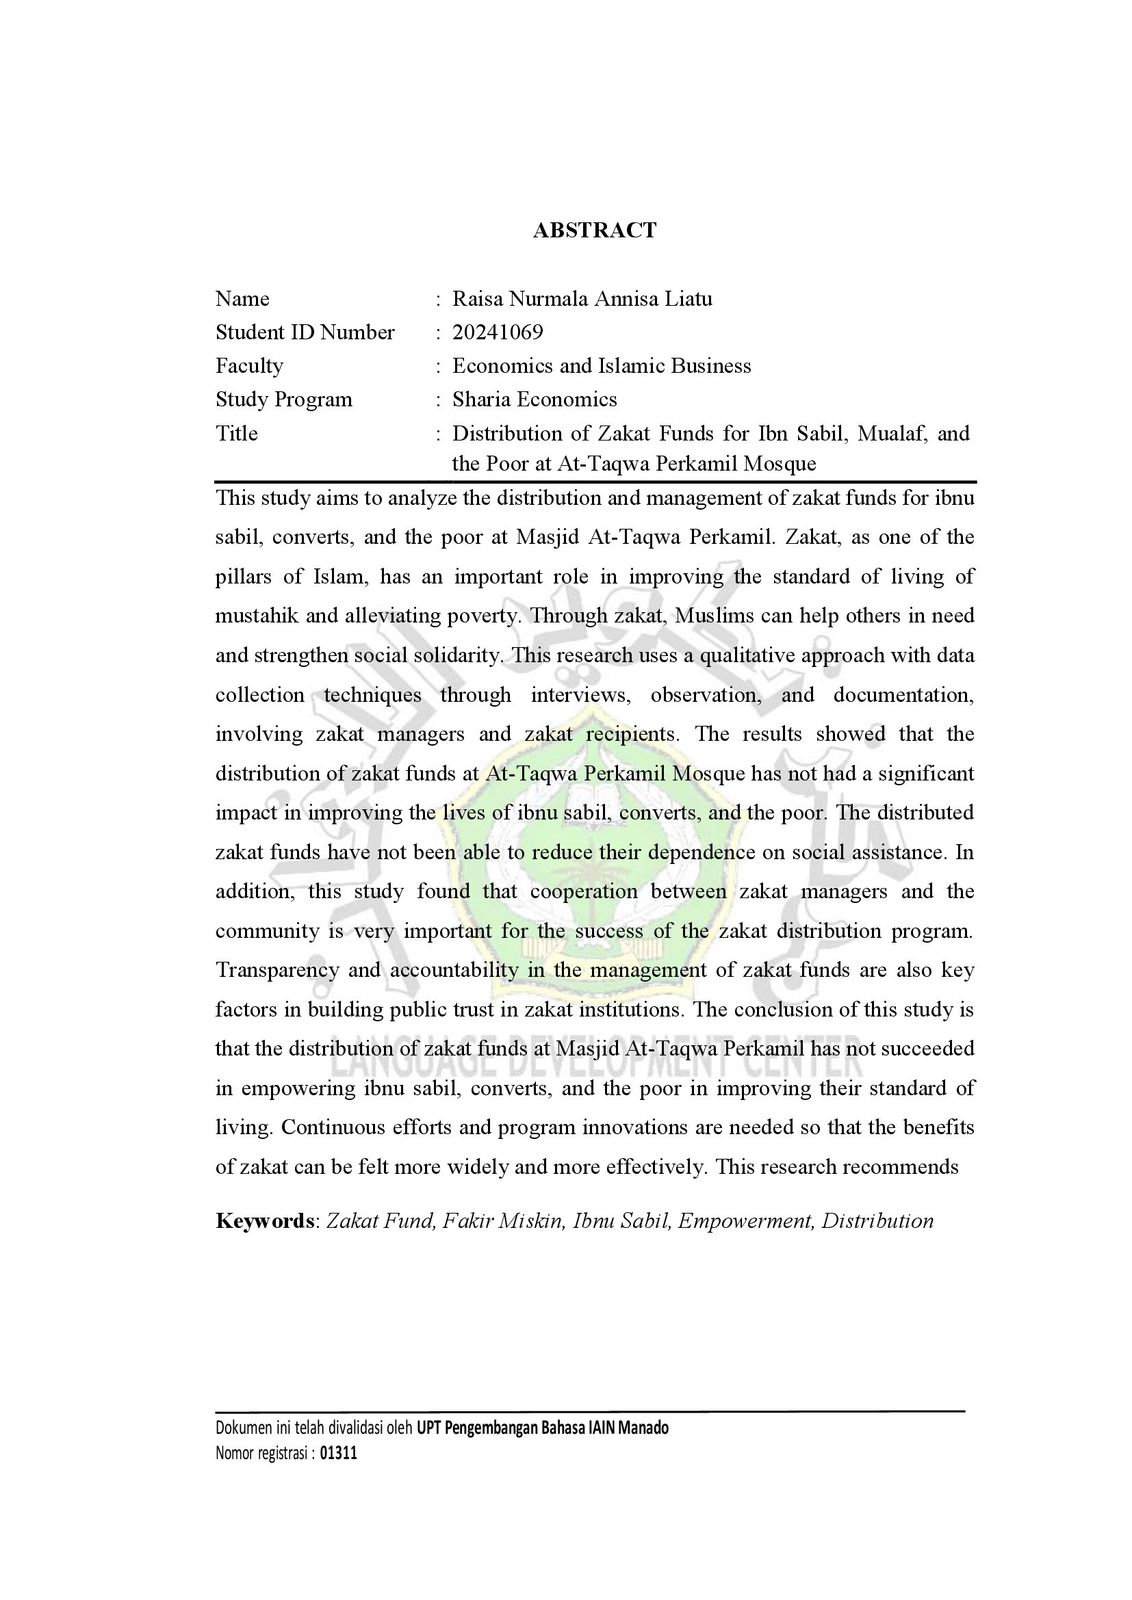 ABSTRACT
Name : Raisa Nurmala Annisa Liatu
Student ID Number : 20241069
Faculty : Economics and Islamic Business
Study Program : Sharia Economics
Title : Distribution of Zakat Funds for Ibn Sabil, Mualaf, and
the Poor at At-Taqwa Perkamil Mosque
This study aims to analyze the distribution and management of zakat funds for ibnu
sabil, converts, and the poor at Masjid At-Taqwa Perkamil. Zakat, as one of the
pillars of Islam, has an important role in improving the standard of living of
mustahik and alleviating poverty. Through zakat, Muslims can help others in need
and strengthen social solidarity. This research uses a qualitative approach with data
collection techniques through interviews, observation, and documentation,
involving zakat managers and zakat recipients. The results showed that the
distribution of zakat funds at At-Taqwa Perkamil Mosque has not had a significant
impact in improving the lives of ibnu sabil, converts, and the poor. The distributed
zakat funds have not been able to reduce their dependence on social assistance. In
addition, this study found that cooperation between zakat managers and the
community is very important for the success of the zakat distribution program.
Transparency and accountability in the management of zakat funds are also key
factors in building public trust in zakat institutions. The conclusion of this study is
that the distribution of zakat funds at Masjid At-Taqwa Perkamil has not succeeded
LANGUAGE DEVELOPMENT CENTER
in empowering ibnu sabil, converts, and the poor in improving their standard of
living. Continuous efforts and program innovations are needed so that the benefits
of zakat can be felt more widely and more effectively. This research recommends
Keywords: Zakat Fund, Fakir Miskin, Ibnu Sabil, Empowerment, Distribution
Dokumen ini telah divalidasi oleh UPT Pengembangan Bahasa IAIN Manado
Nomor registrasi : 01311